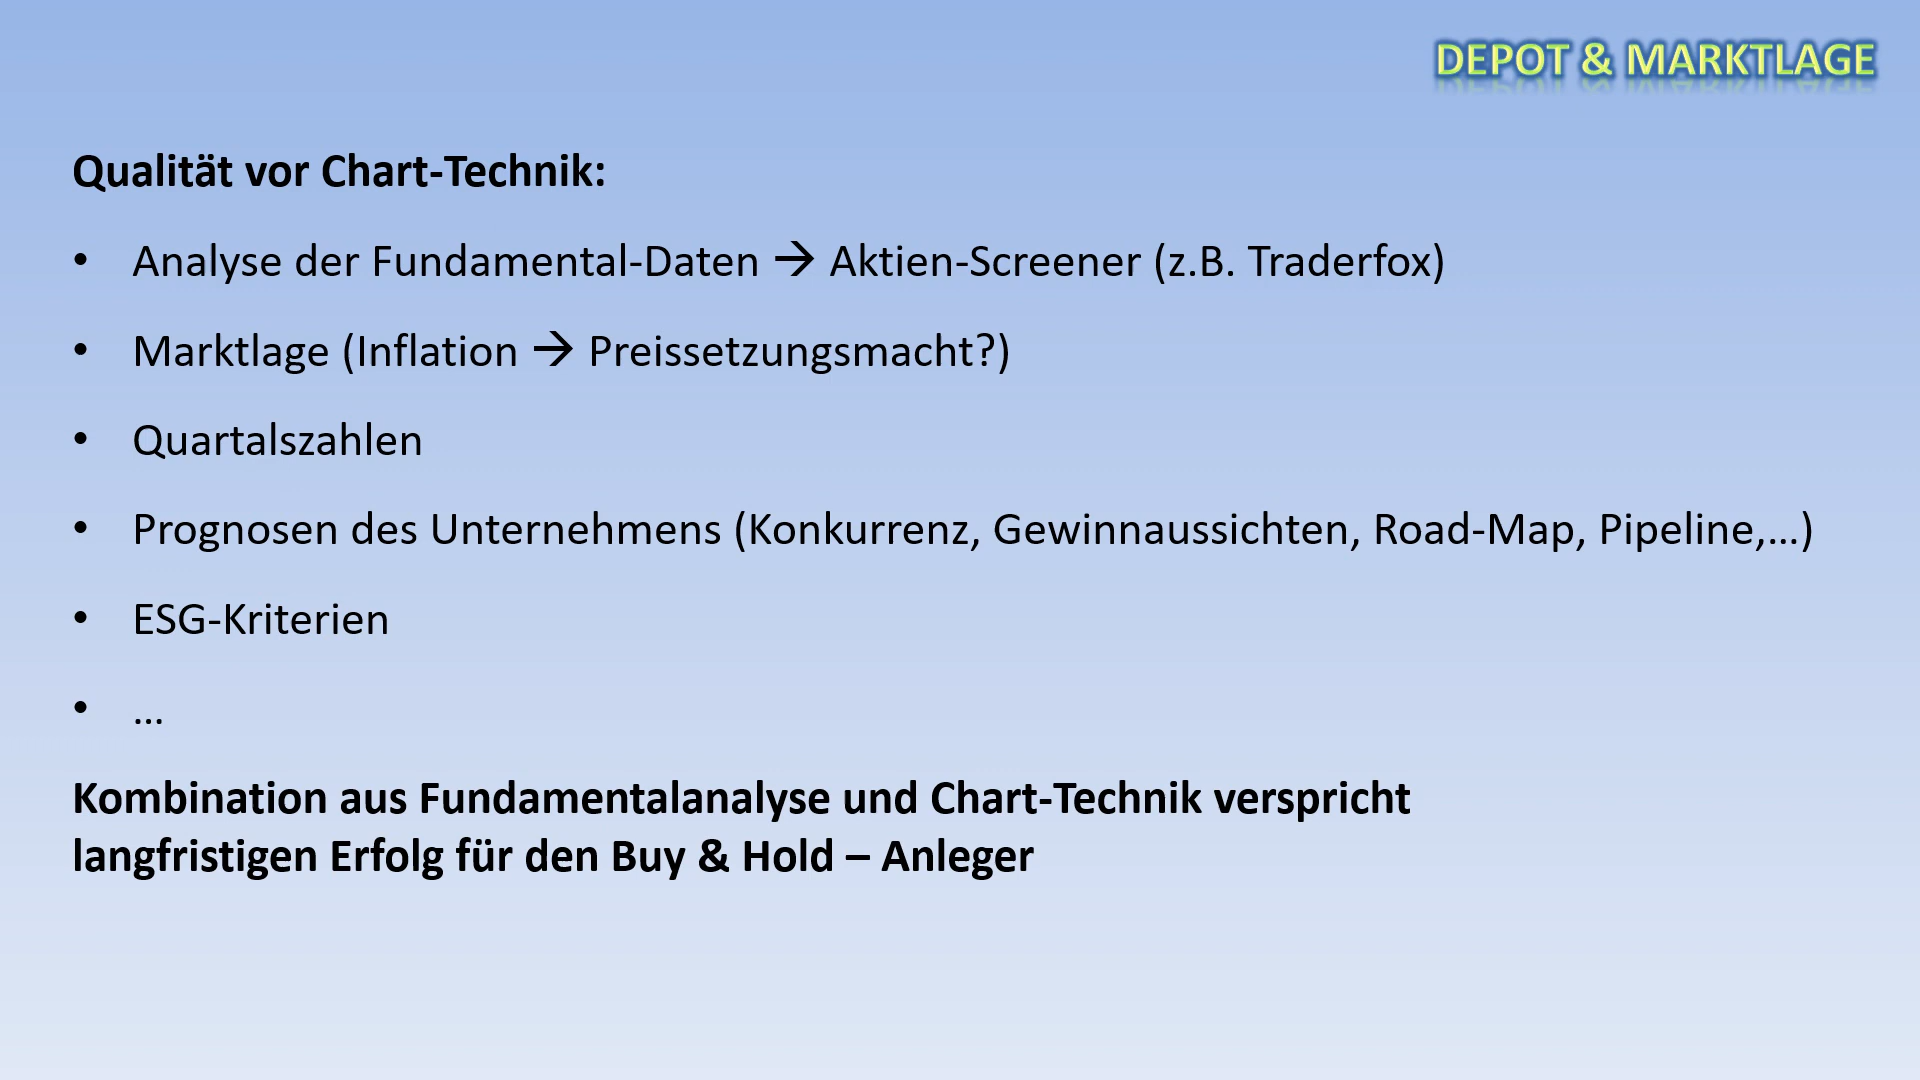 DEPOT & MARKTLAGE
Qualität vor Chart-Technik:
• Analyse der Fundamental-Daten → Aktien-Screener (z.B. Traderfox)
• Marktlage (Inflation → Preissetzungsmacht?)
• Quartalszahlen
• Prognosen des Unternehmens (Konkurrenz, Gewinnaussichten, Road-Map, Pipeline,…)
• ESG-Kriterien
• …
Kombination aus Fundamentalanalyse und Chart-Technik verspricht
langfristigen Erfolg für den Buy & Hold – Anleger